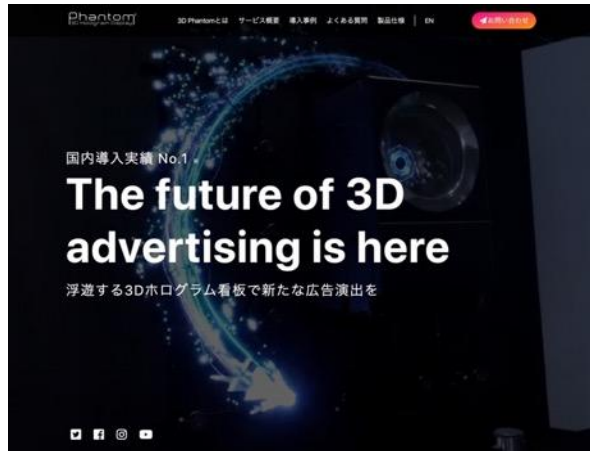 Phantom
3D Hologram Display
3D Phantomとは サービス概要 導入事例 よくある質問 製品仕様 EN
お問い合わせ
国内導入実績 No.1
The future of 3D
advertising is here
浮遊する3Dホログラム看板で新たな広告演出を